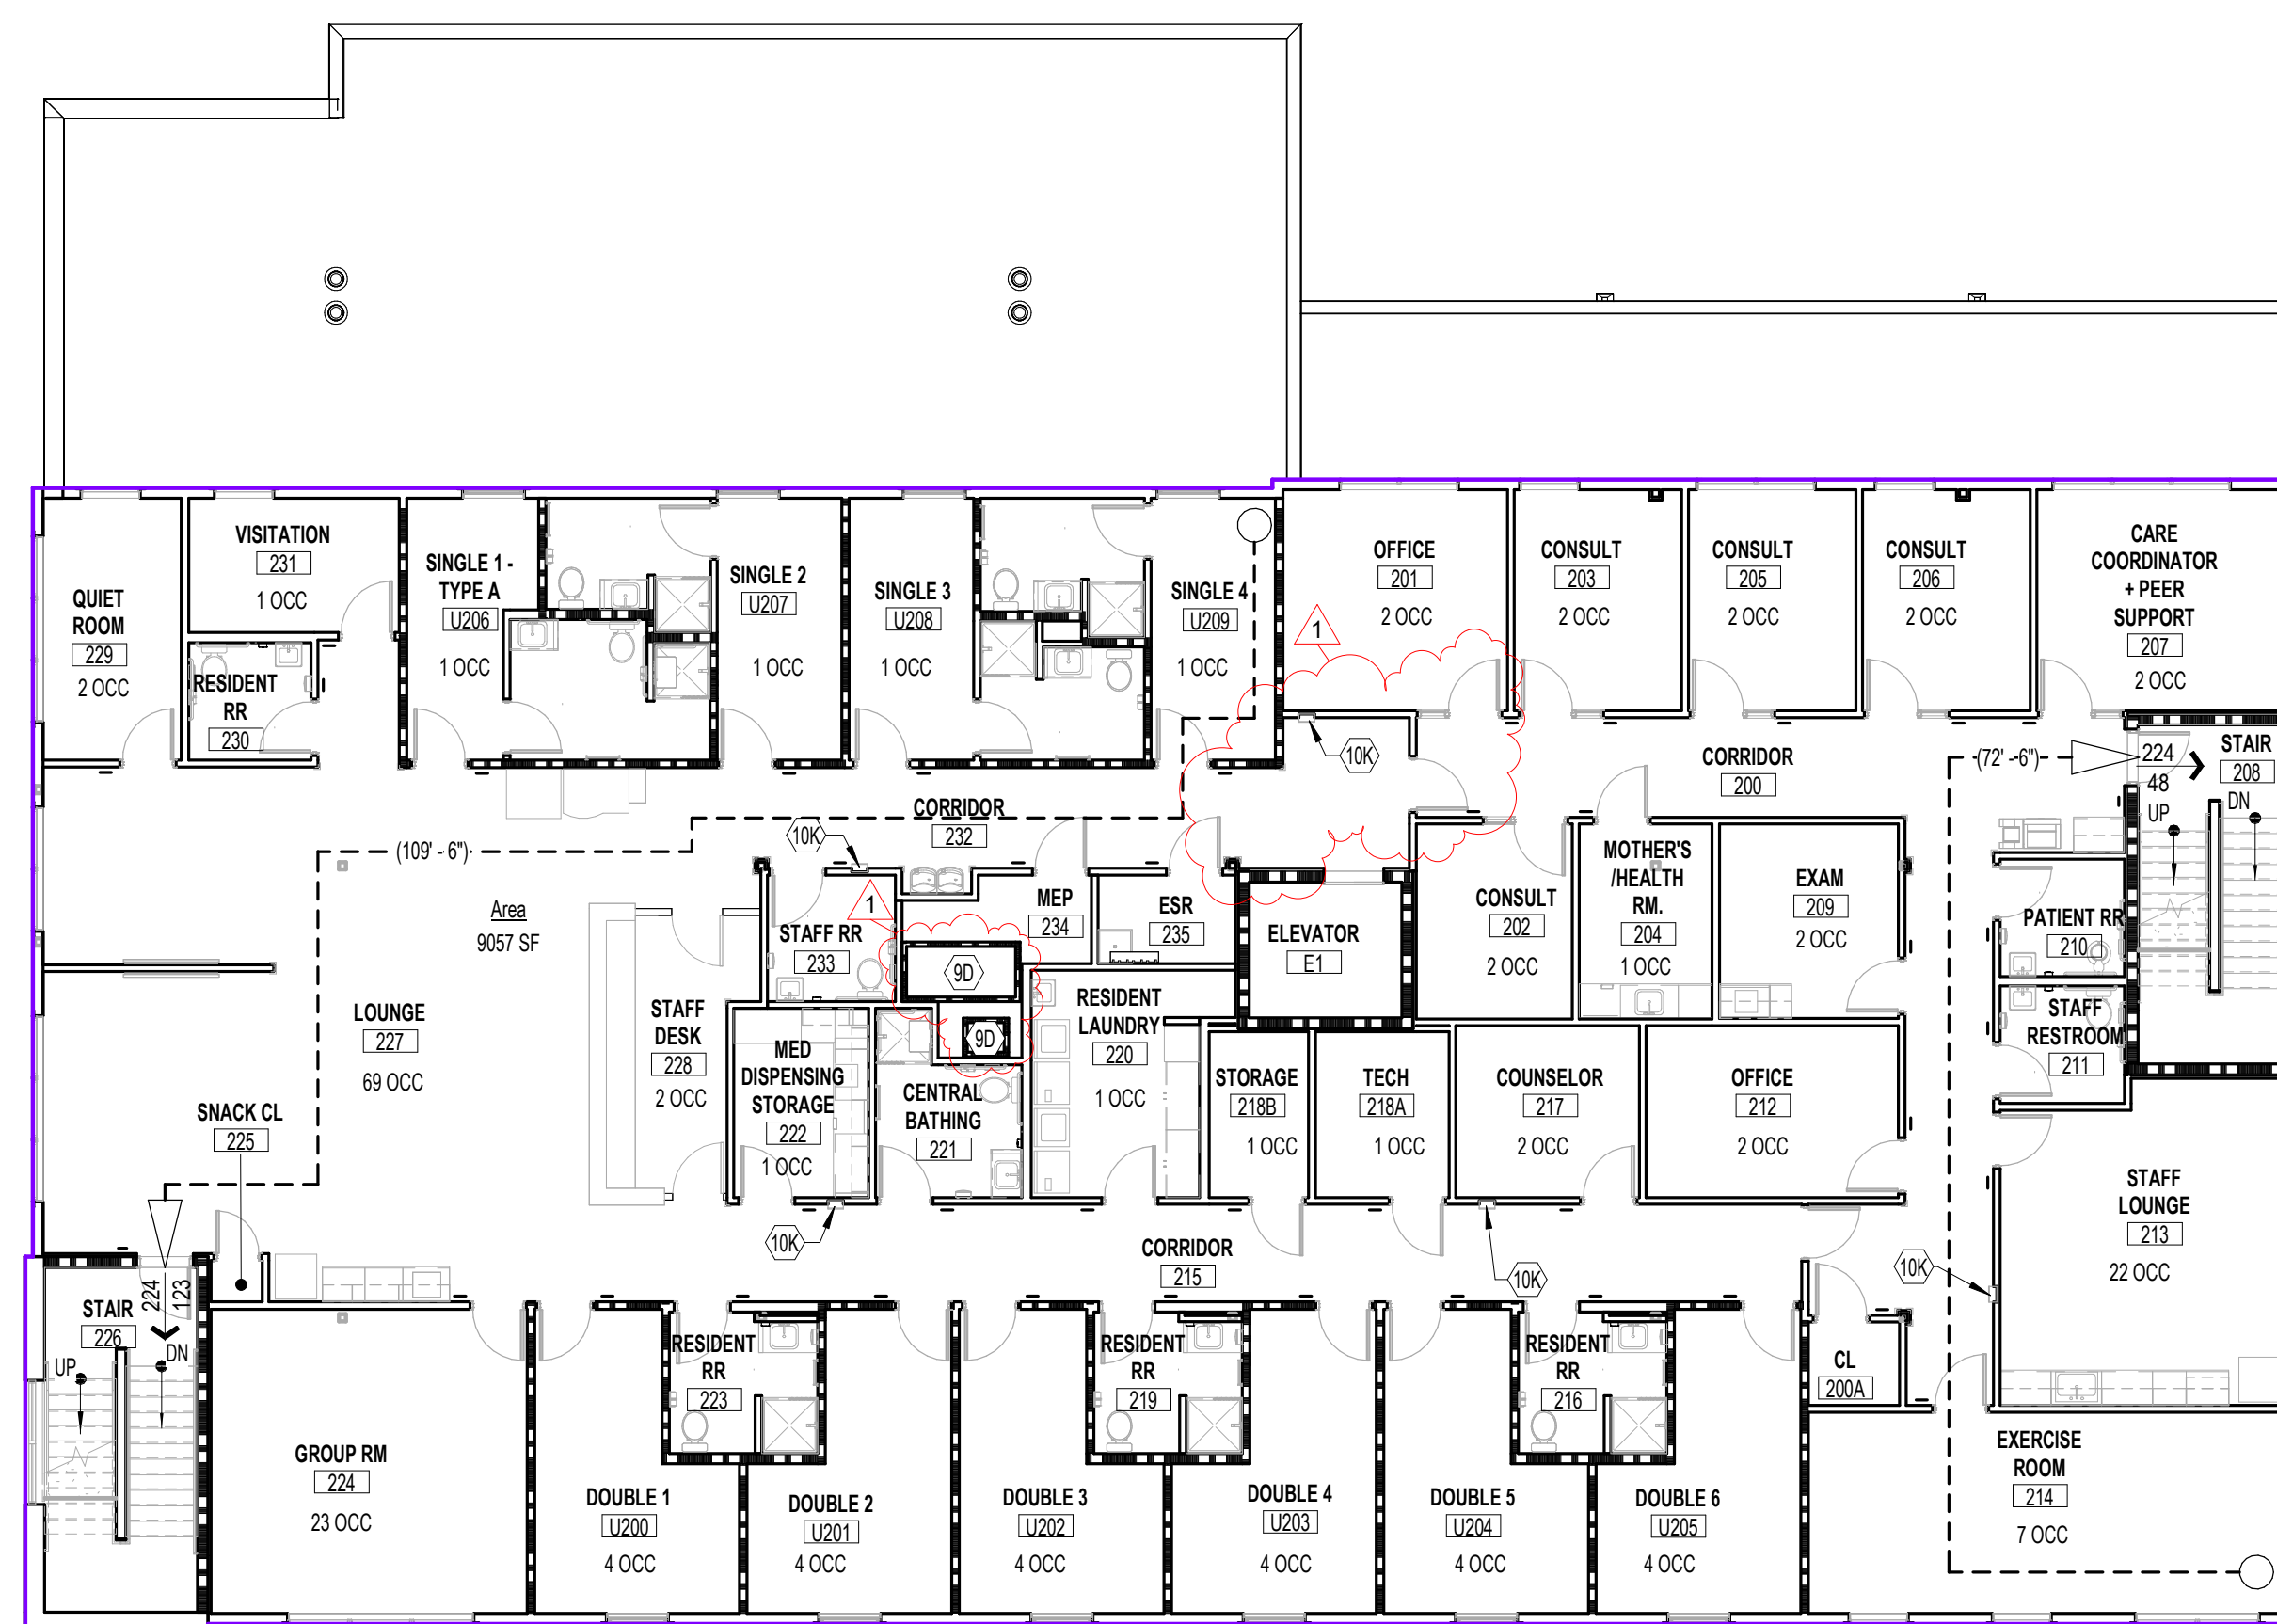 VISITATION
231
1 OCC
QUIET
ROOM
229
2 OCC
RESIDENT
RR
230
SINGLE 1 -
TYPE A
U206
1 OCC
SINGLE 2
U207
1 OCC
SINGLE 3
U208
1 OCC
SINGLE 4
U209
1 OCC
1
OFFICE
201
2 OCC
CONSULT
203
2 OCC
CONSULT
205
2 OCC
CONSULT
206
2 OCC
CARE
COORDINATOR
+ PEER
SUPPORT
207
2 OCC
10K
CORRIDOR
200
(72' - 6")
224
48
STAIR
208
UP
DN
CORRIDOR
232
10K
(109' - 6")
Area
9057 SF
1
STAFF RR
233
MEP
234
ESR
235
9D
9D
ELEVATOR
E1
CONSULT
202
2 OCC
MOTHER'S
/HEALTH
RM.
204
1 OCC
EXAM
209
2 OCC
PATIENT RR
210
STAFF
RESTROOM
211
LOUNGE
227
69 OCC
STAFF
DESK
228
2 OCC
MED
DISPENSING
STORAGE
222
1 OCC
CENTRAL
BATHING
221
RESIDENT
LAUNDRY
220
1 OCC
STORAGE
218B
1 OCC
TECH
218A
1 OCC
COUNSELOR
217
2 OCC
OFFICE
212
2 OCC
SNACK CL
225
10K
CORRIDOR
215
10K
10K
STAFF
LOUNGE
213
22 OCC
224
123
STAIR
226
UP
DN
GROUP RM
224
23 OCC
RESIDENT
RR
223
RESIDENT
RR
219
RESIDENT
RR
216
CL
200A
DOUBLE 1
U200
4 OCC
DOUBLE 2
U201
4 OCC
DOUBLE 3
U202
4 OCC
DOUBLE 4
U203
4 OCC
DOUBLE 5
U204
4 OCC
DOUBLE 6
U205
4 OCC
EXERCISE
ROOM
214
7 OCC